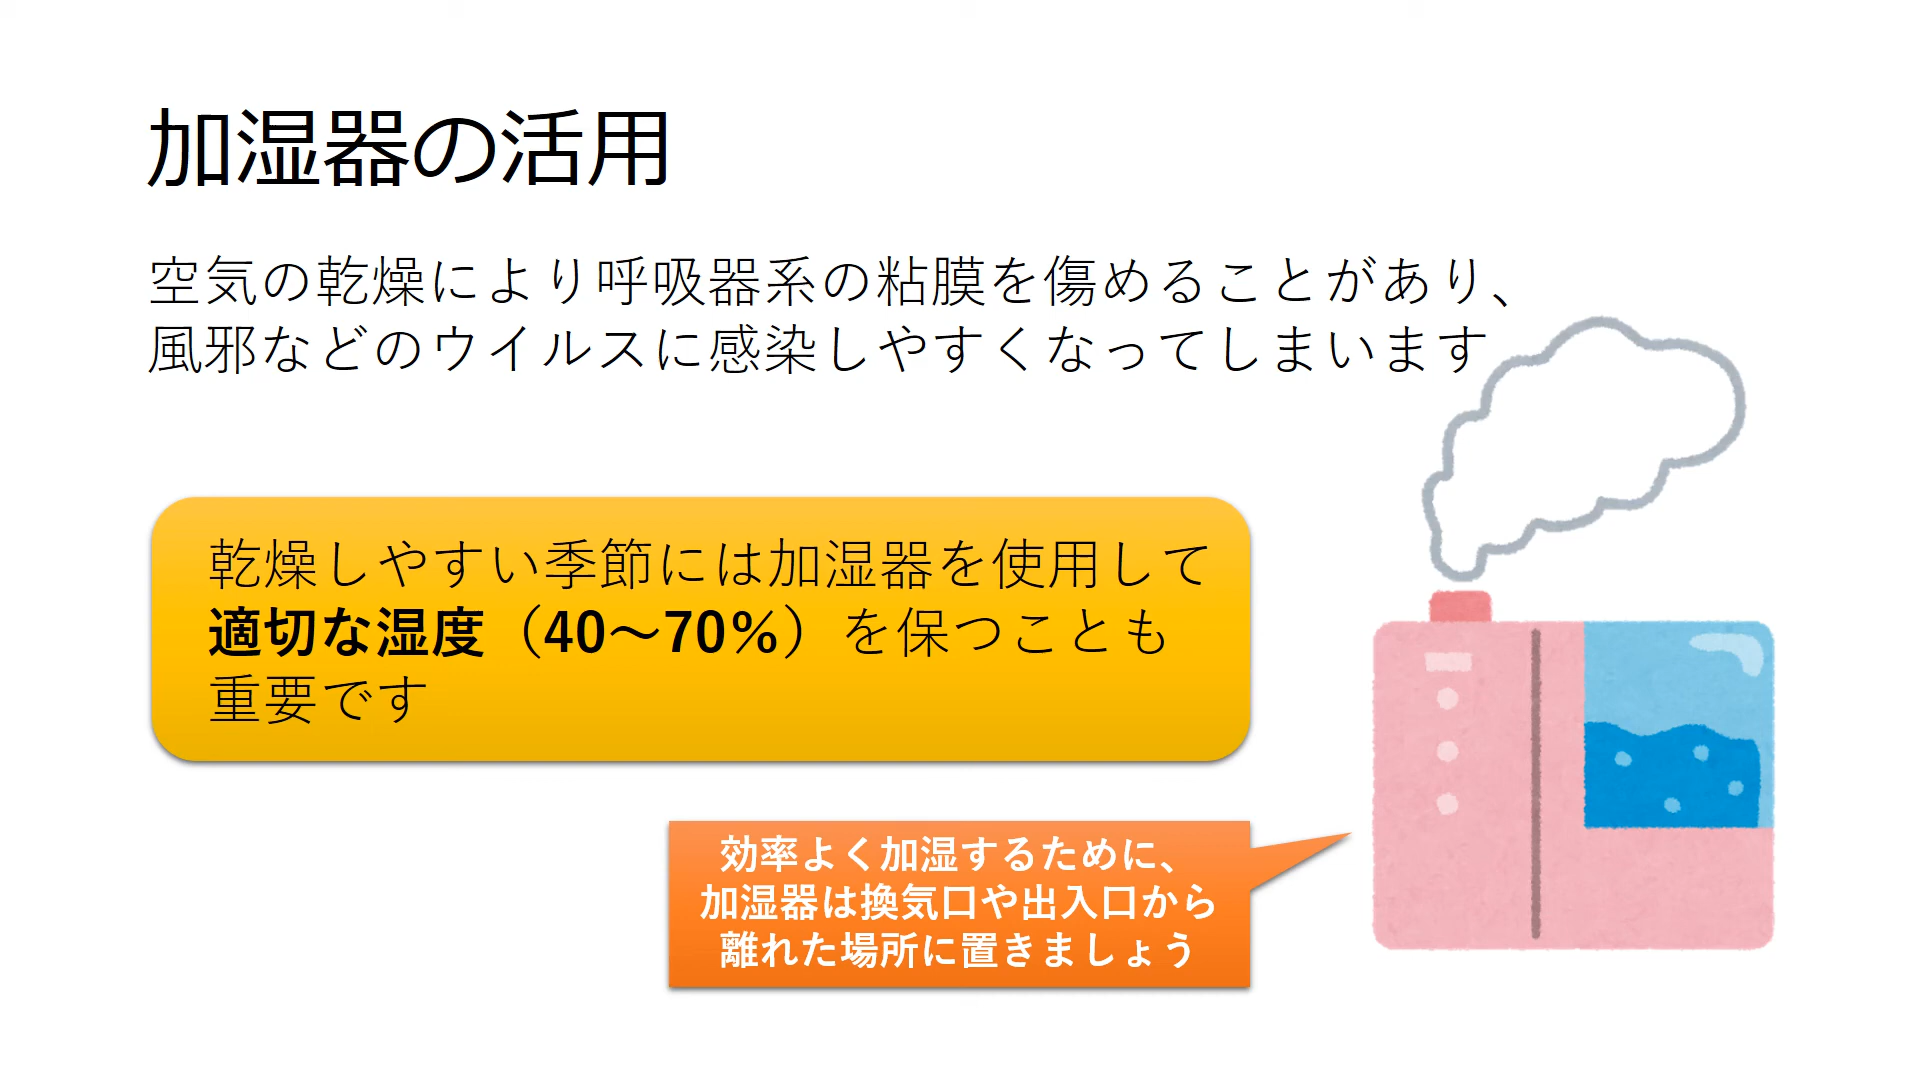 加湿器の活用
空気の乾燥により呼吸器系の粘膜を傷めることがあり、
風邪などのウイルスに感染しやすくなってしまいます
乾燥しやすい季節には加湿器を使用して
適切な湿度（40～70%）を保つことも
重要です
効率よく加湿するために、
加湿器は換気口や出入口から
離れた場所に置きましょう